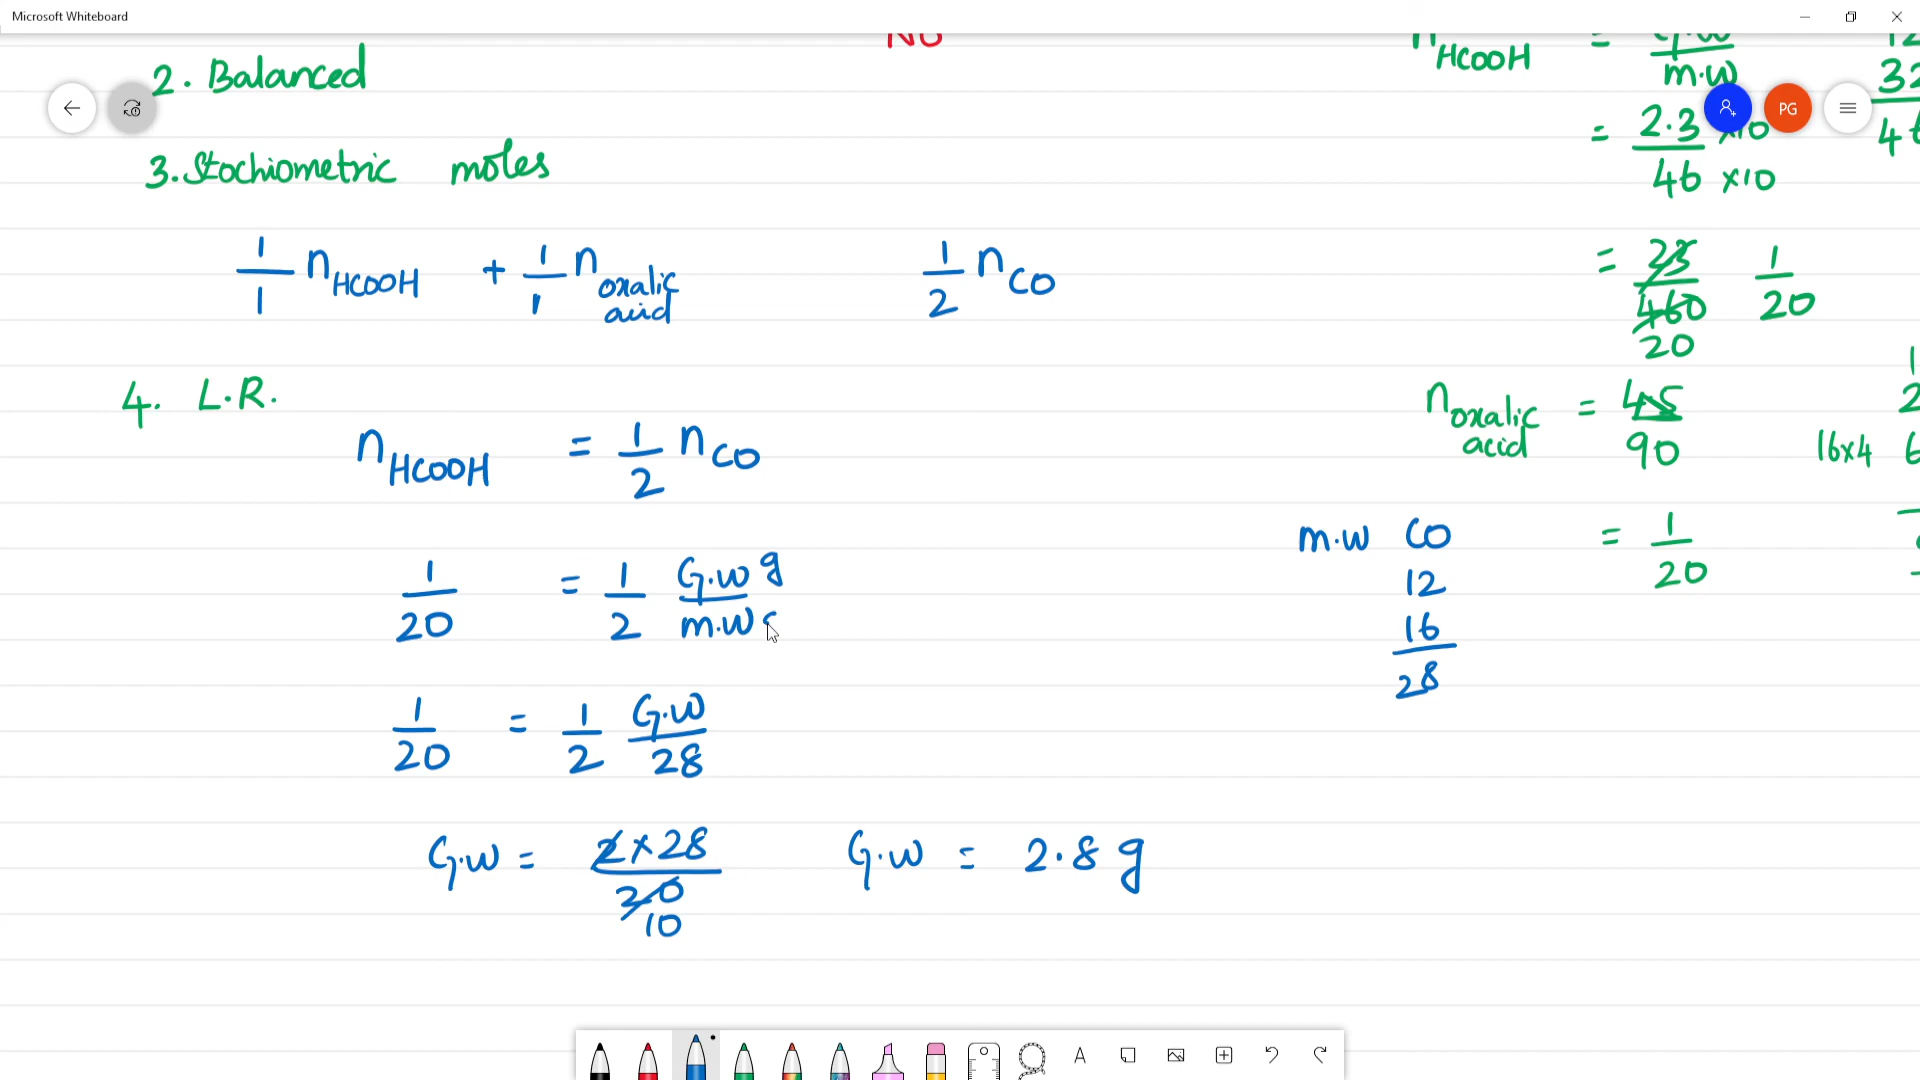 Microsoft Whiteboard
NO
2. Balanced
3. Stochiometric moles
1/1 n HCOOH + 1/1 n oxalic acid 1/2 n CO
4. L.R.
n HCOOH = 1/2 n CO
1/20 = 1/2 G.W g / m.W
1/20 = 1/2 G.W/28
G.W = 2 x 28 / 20
10
G.W = 2.8 g
n HCOOH = G.W / m.W
= 2.3 x10 / 46 x10
= 23/460 1/20
20
n oxalic acid = 45/90
16x4
= 1/20
m.W CO
12
16
28
PG
A